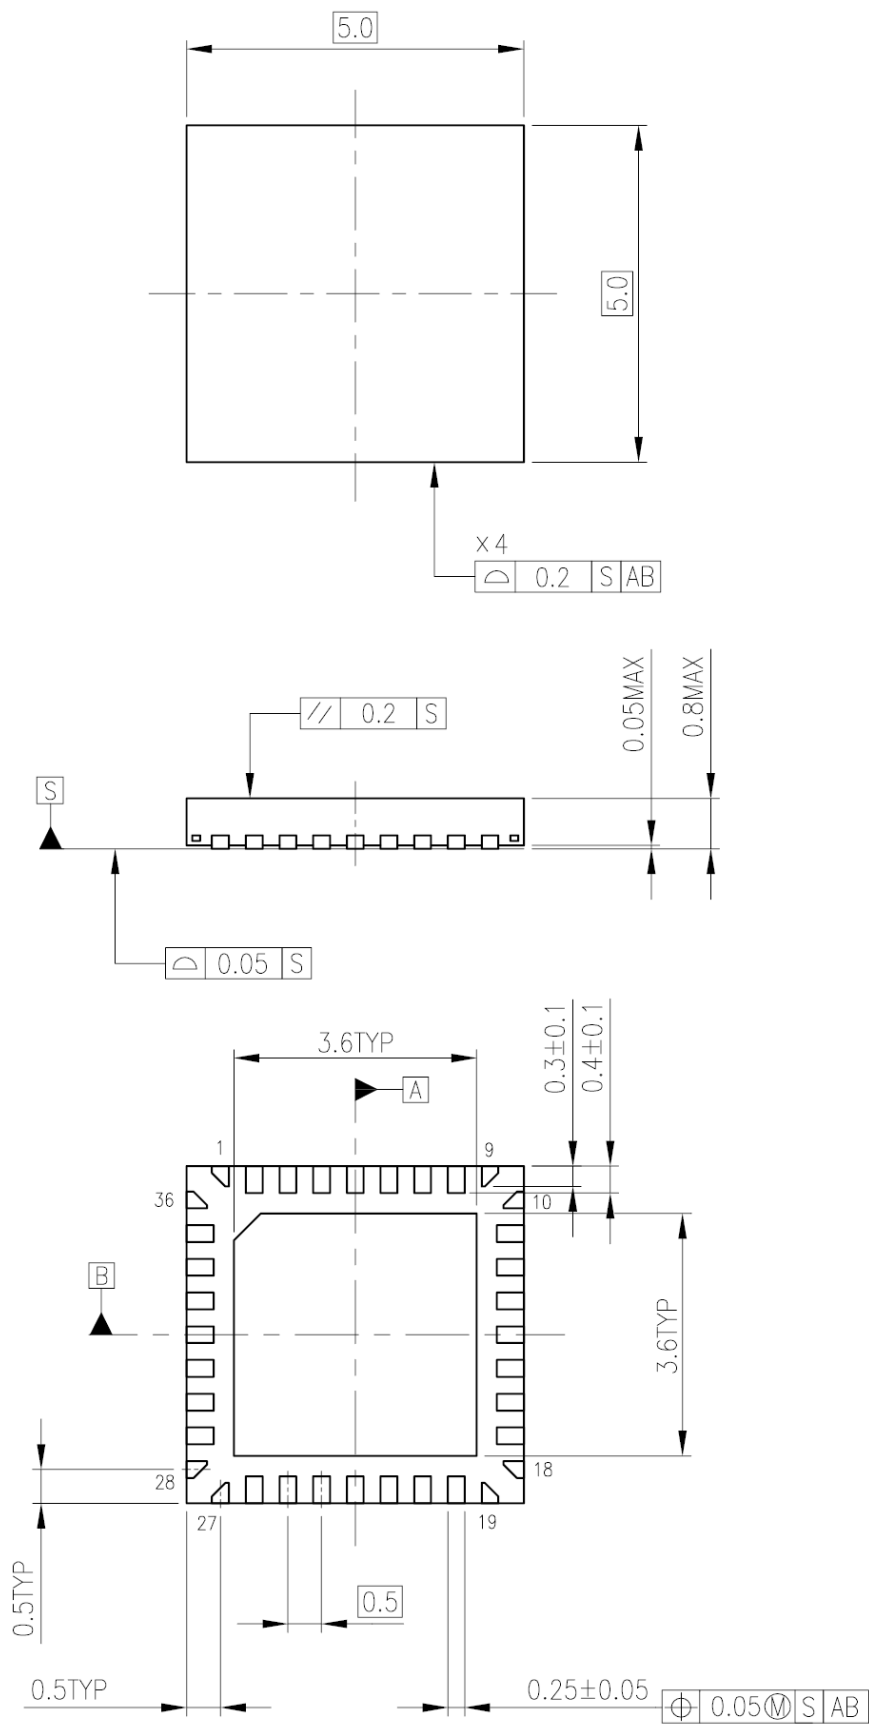 5.0
5.0
x4
⌓ 0.2 S AB
0.05MAX
0.8MAX
// 0.2 S
S
⌓ 0.05 S
3.6TYP
0.3±0.1
0.4±0.1
A
1
9
36
10
B
3.6TYP
28
18
27
19
0.5TYP
0.5
0.5TYP
0.25±0.05
⌖ 0.05Ⓜ S AB